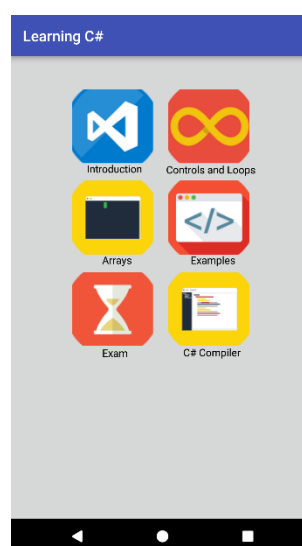 Learning C#
Introduction
Controls and Loops
</>
Arrays
Examples
Exam
C# Compiler